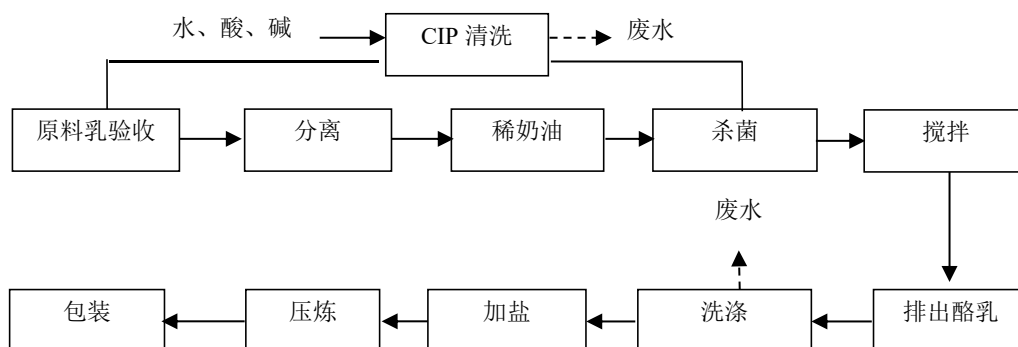 水、酸、碱
CIP 清洗
废水
原料乳验收
分离
稀奶油
杀菌
搅拌
废水
包装
压炼
加盐
洗涤
排出酪乳